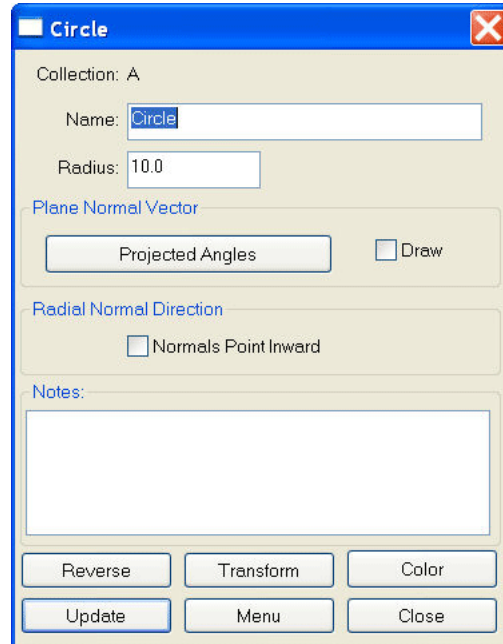 Circle
Collection: A
Name: Circle
Radius: 10.0
Plane Normal Vector
Projected Angles Draw
Radial Normal Direction
Normals Point Inward
Notes:
Reverse Transform Color
Update Menu Close